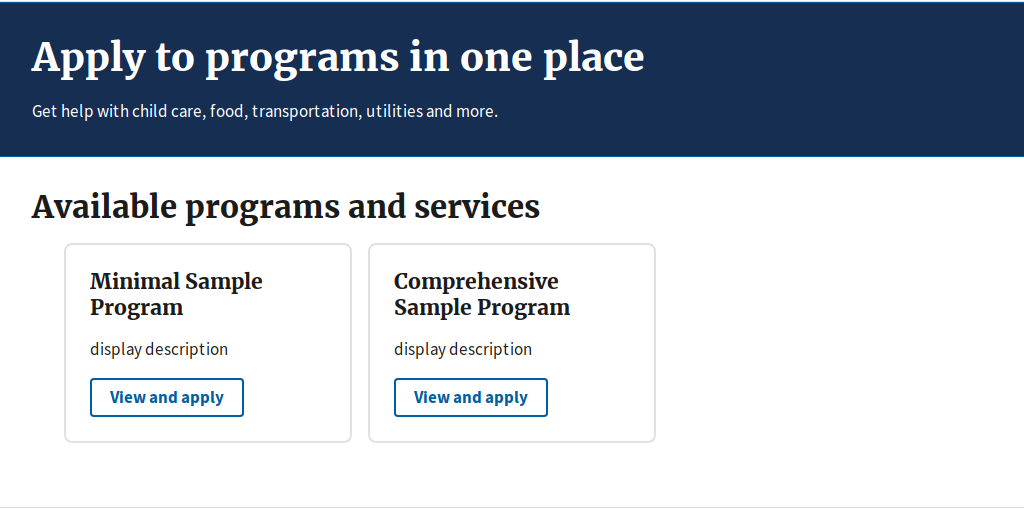 Apply to programs in one place
Get help with child care, food, transportation, utilities and more.
Available programs and services
Minimal Sample
Program
display description
View and apply
Comprehensive
Sample Program
display description
View and apply